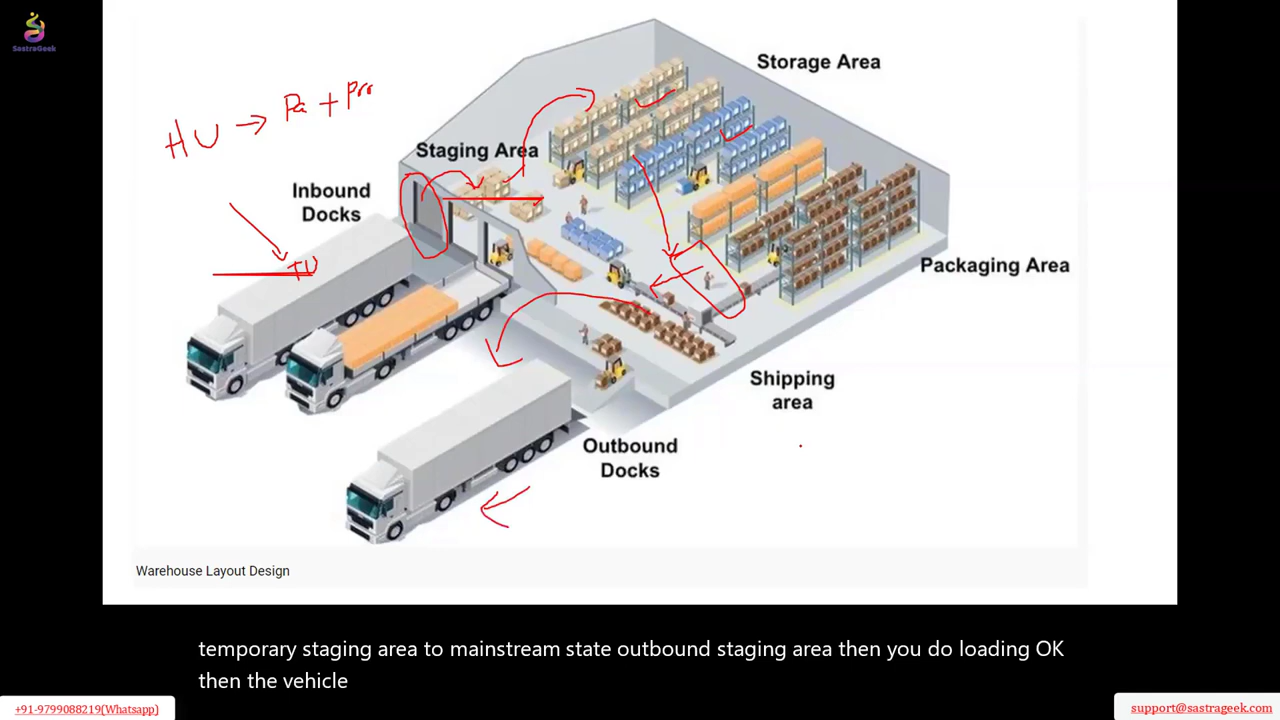 SastraGeek
Storage Area
HU → Pa + Pro
Staging Area
Inbound
Docks
TU
Packaging Area
Shipping
area
Outbound
Docks
Warehouse Layout Design
temporary staging area to mainstream state outbound staging area then you do loading OK
then the vehicle
+91-9799088219(Whatsapp)
support@sastrageek.com